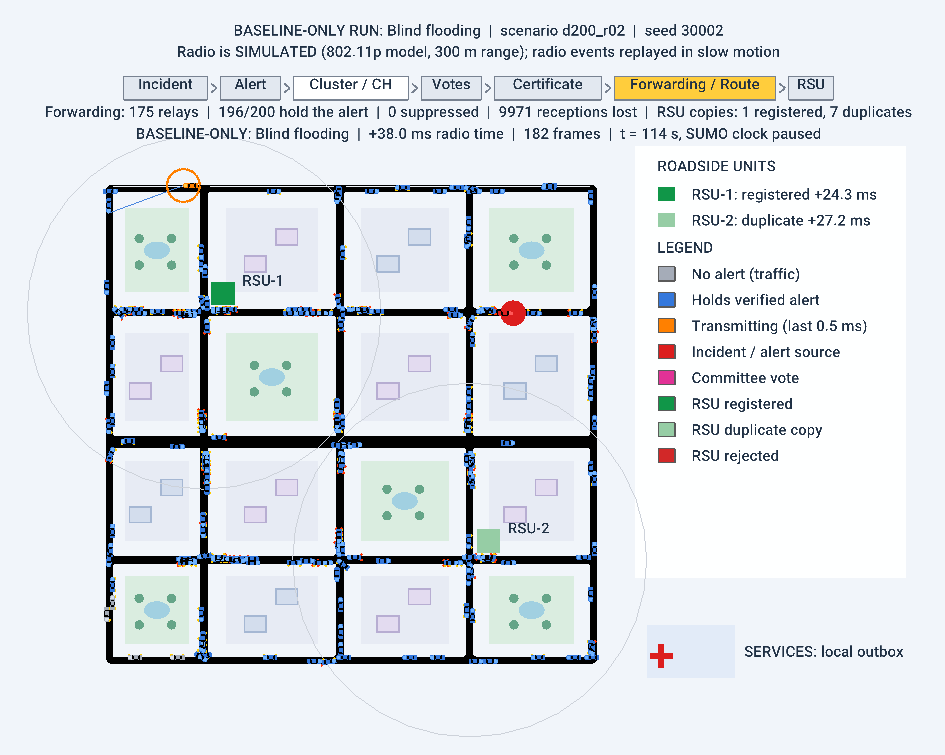 BASELINE-ONLY RUN: Blind flooding | scenario d200_r02 | seed 30002
Radio is SIMULATED (802.11p model, 300 m range); radio events replayed in slow motion
Incident > Alert > Cluster / CH > Votes > Certificate > Forwarding / Route > RSU
Forwarding: 175 relays | 196/200 hold the alert | 0 suppressed | 9971 receptions lost | RSU copies: 1 registered, 7 duplicates
BASELINE-ONLY: Blind flooding | +38.0 ms radio time | 182 frames | t = 114 s, SUMO clock paused
ROADSIDE UNITS
RSU-1: registered +24.3 ms
RSU-2: duplicate +27.2 ms
LEGEND
No alert (traffic)
Holds verified alert
Transmitting (last 0.5 ms)
Incident / alert source
Committee vote
RSU registered
RSU duplicate copy
RSU rejected
RSU-1
RSU-2
SERVICES: local outbox